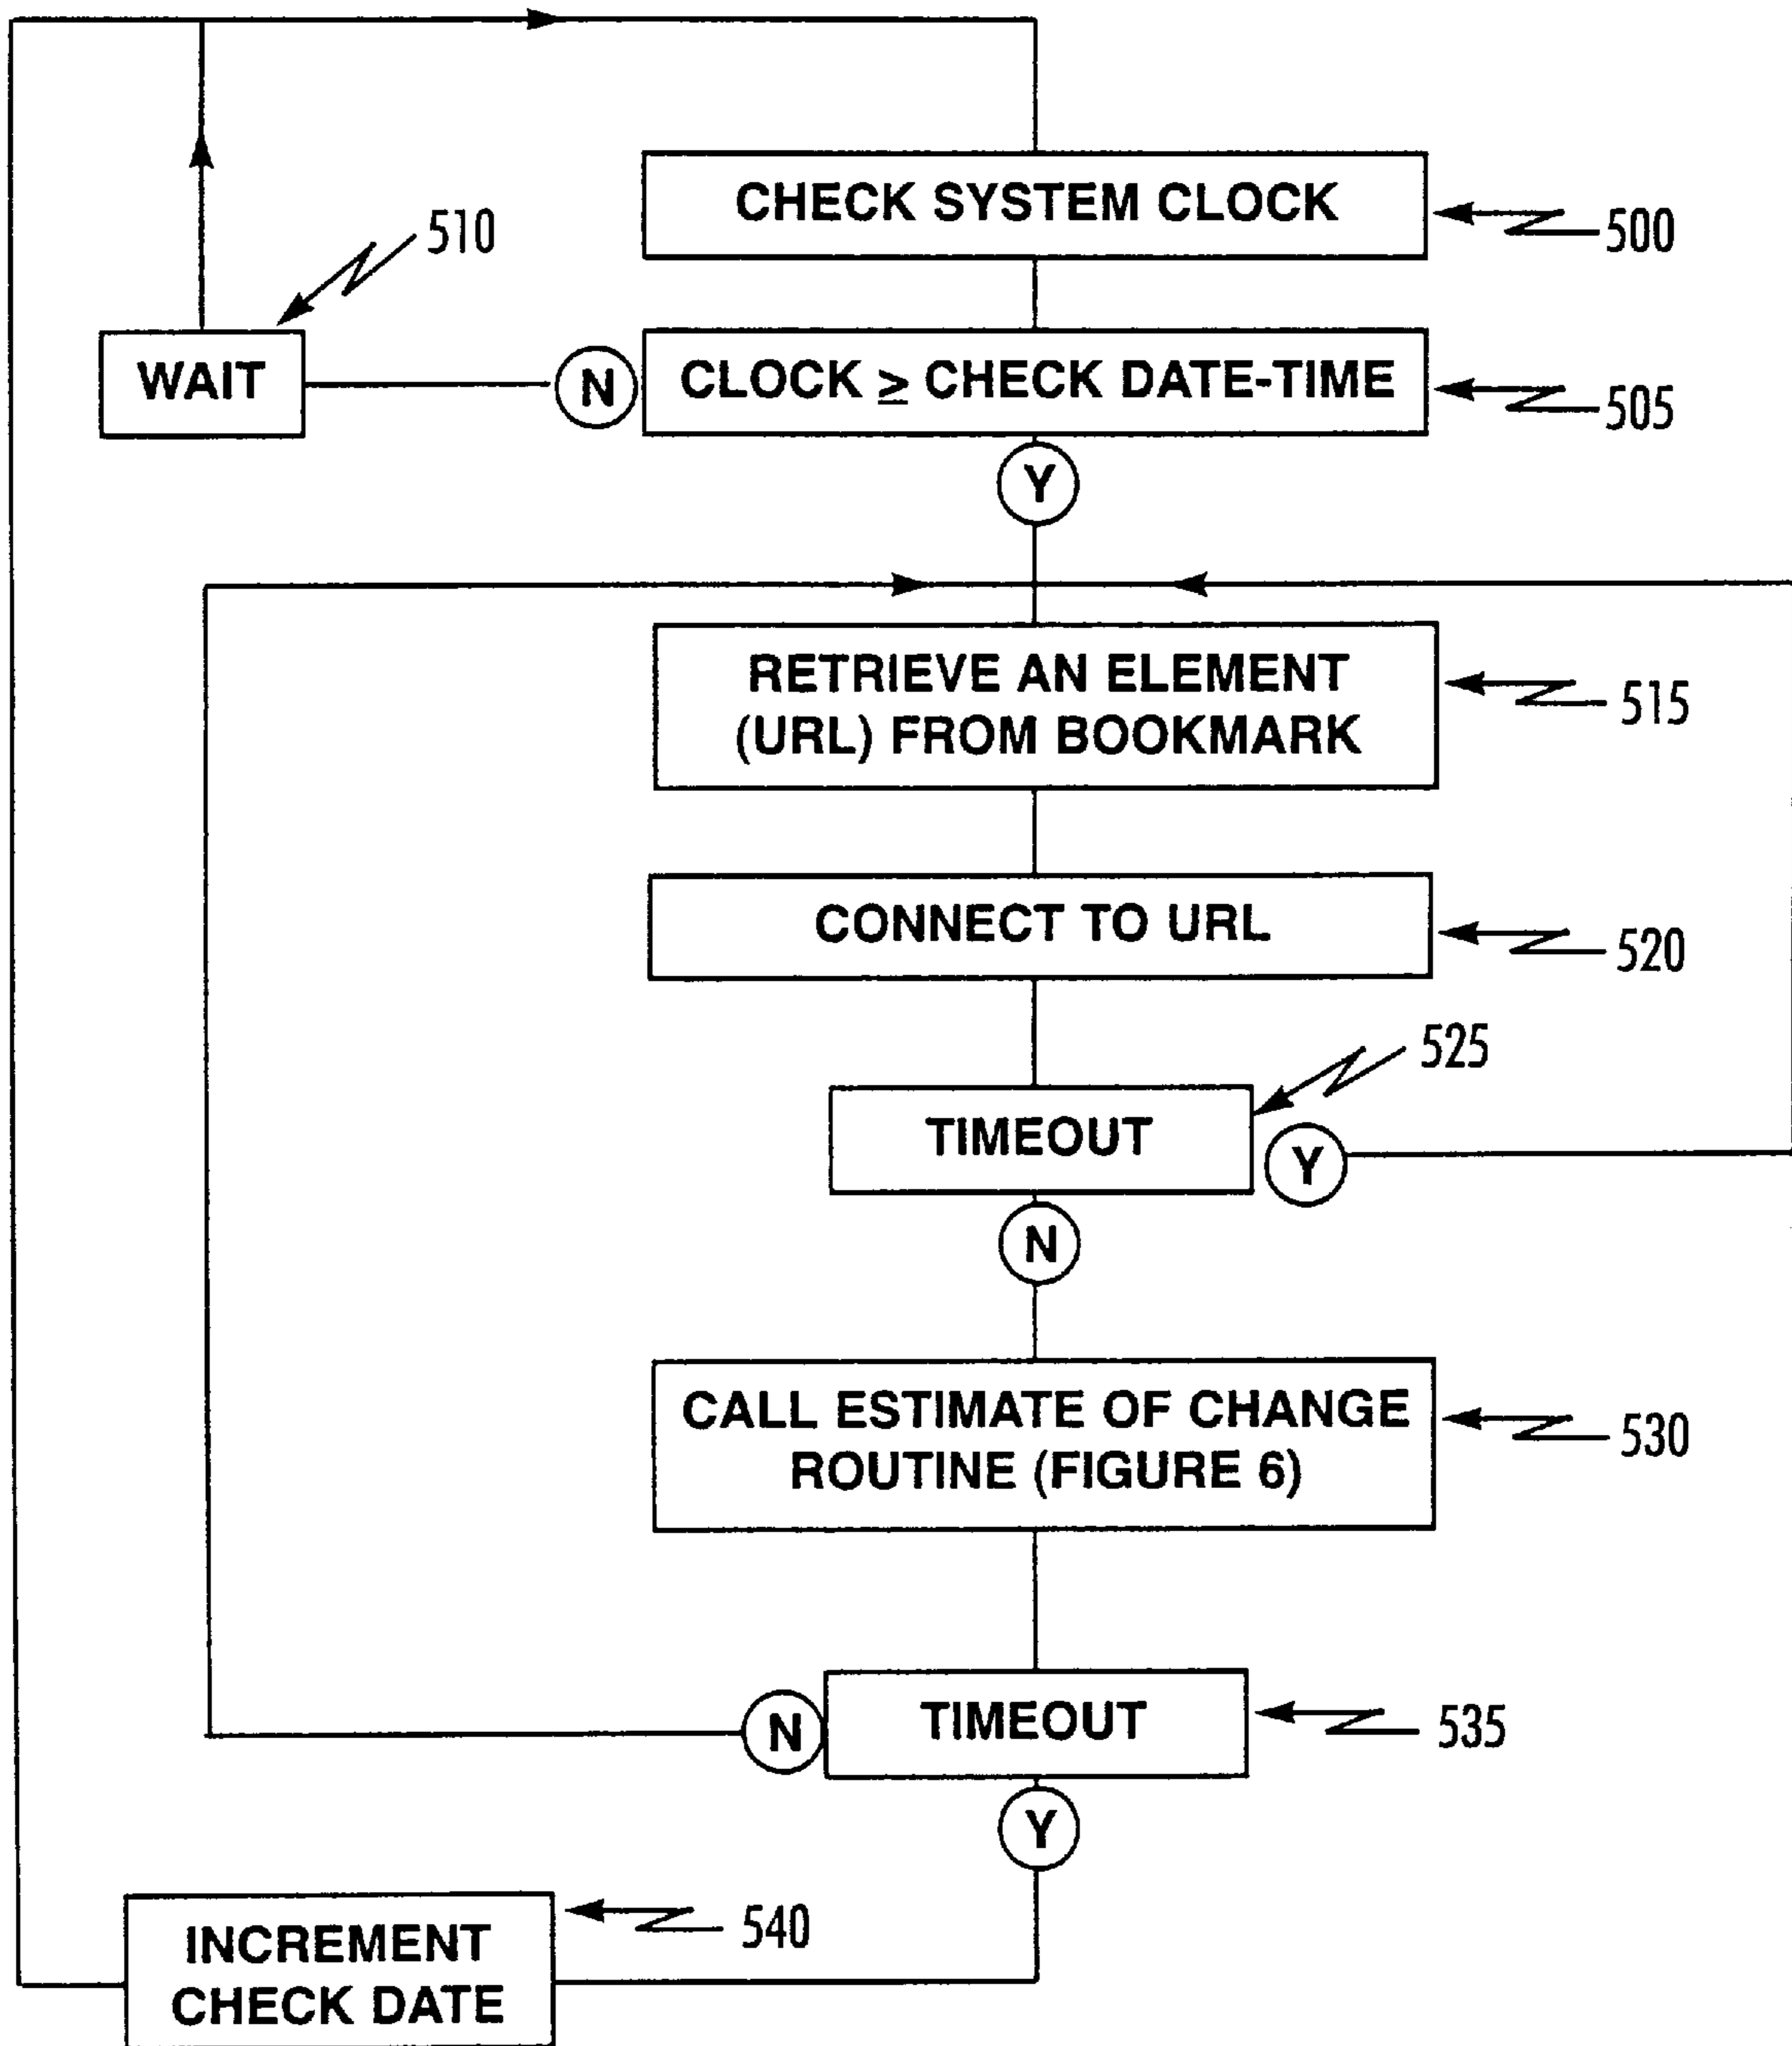 CHECK SYSTEM CLOCK
500
510
WAIT
N
CLOCK ≥ CHECK DATE-TIME
505
Y
RETRIEVE AN ELEMENT
(URL) FROM BOOKMARK
515
CONNECT TO URL
520
525
TIMEOUT
Y
N
CALL ESTIMATE OF CHANGE
ROUTINE (FIGURE 6)
530
N
TIMEOUT
535
Y
540
INCREMENT
CHECK DATE